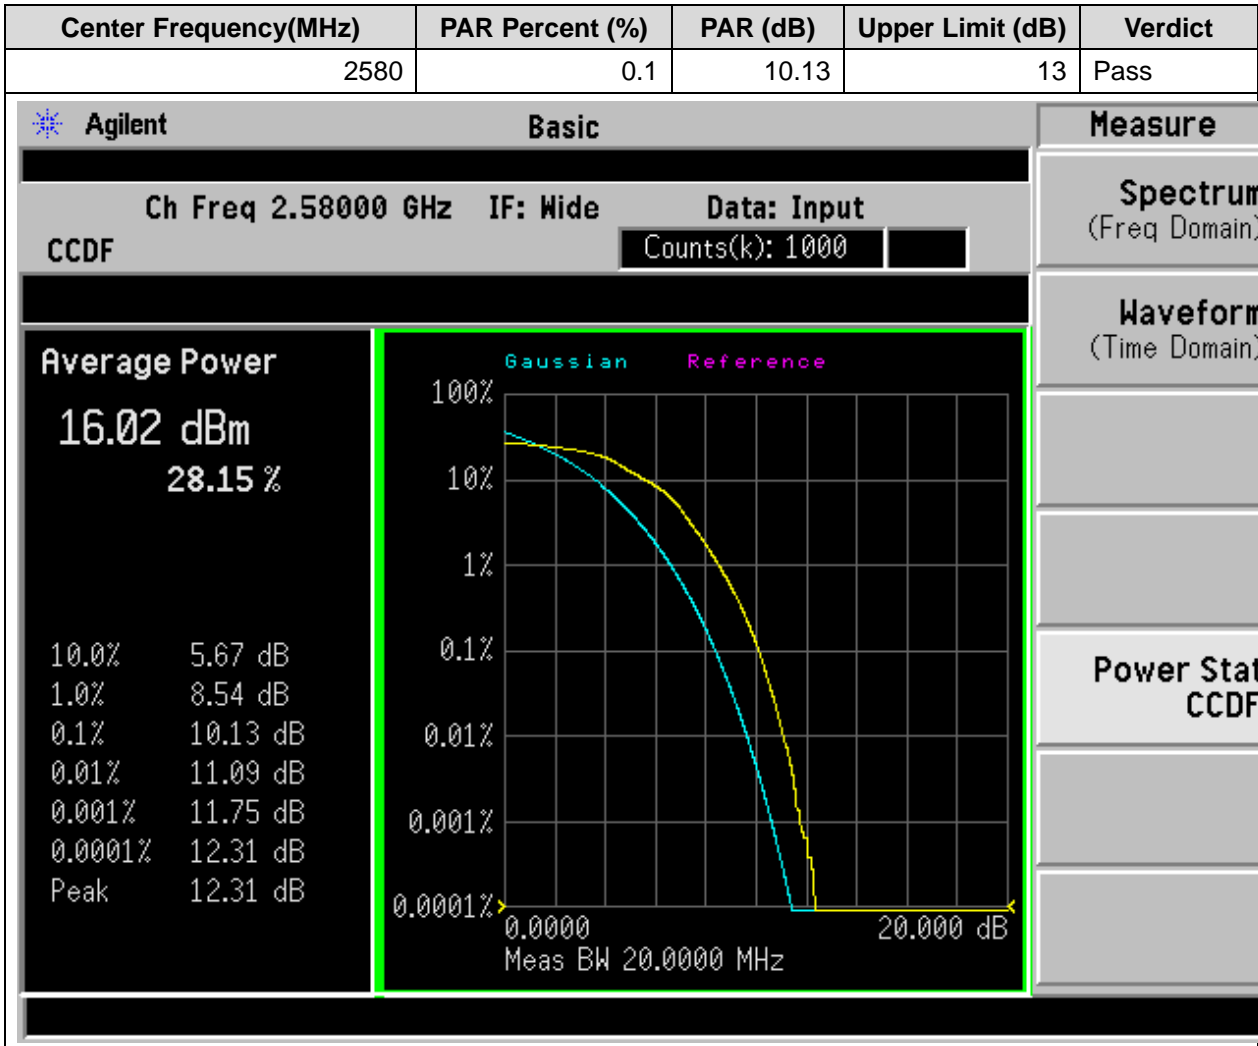 Center Frequency(MHz) PAR Percent (%) PAR (dB) Upper Limit (dB) Verdict
2580 0.1 10.13 13 Pass
Agilent Basic Measure
Ch Freq 2.58000 GHz IF: Wide Data: Input
CCDF Counts(k): 1000
Average Power
16.02 dBm
28.15 %
10.0% 5.67 dB
1.0% 8.54 dB
0.1% 10.13 dB
0.01% 11.09 dB
0.001% 11.75 dB
0.0001% 12.31 dB
Peak 12.31 dB
Gaussian Reference
100%
10%
1%
0.1%
0.01%
0.001%
0.0001%
0.0000 20.000 dB
Meas BW 20.0000 MHz
Spectrum
(Freq Domain)
Waveform
(Time Domain)
Power Stat
CCDF